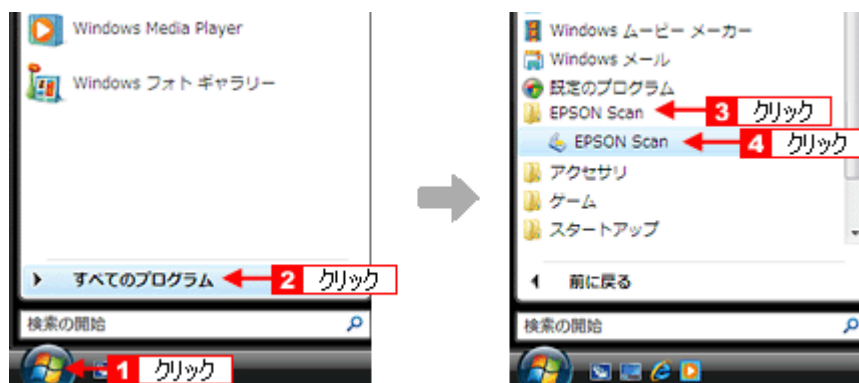 Windows Media Player
Windows フォト ギャラリー
すべてのプログラム
2 クリック
検索の開始
1 クリック
Windows ムービー メーカー
Windows メール
既定のプログラム
EPSON Scan
3 クリック
EPSON Scan
4 クリック
アクセサリ
ゲーム
スタートアップ
前に戻る
検索の開始